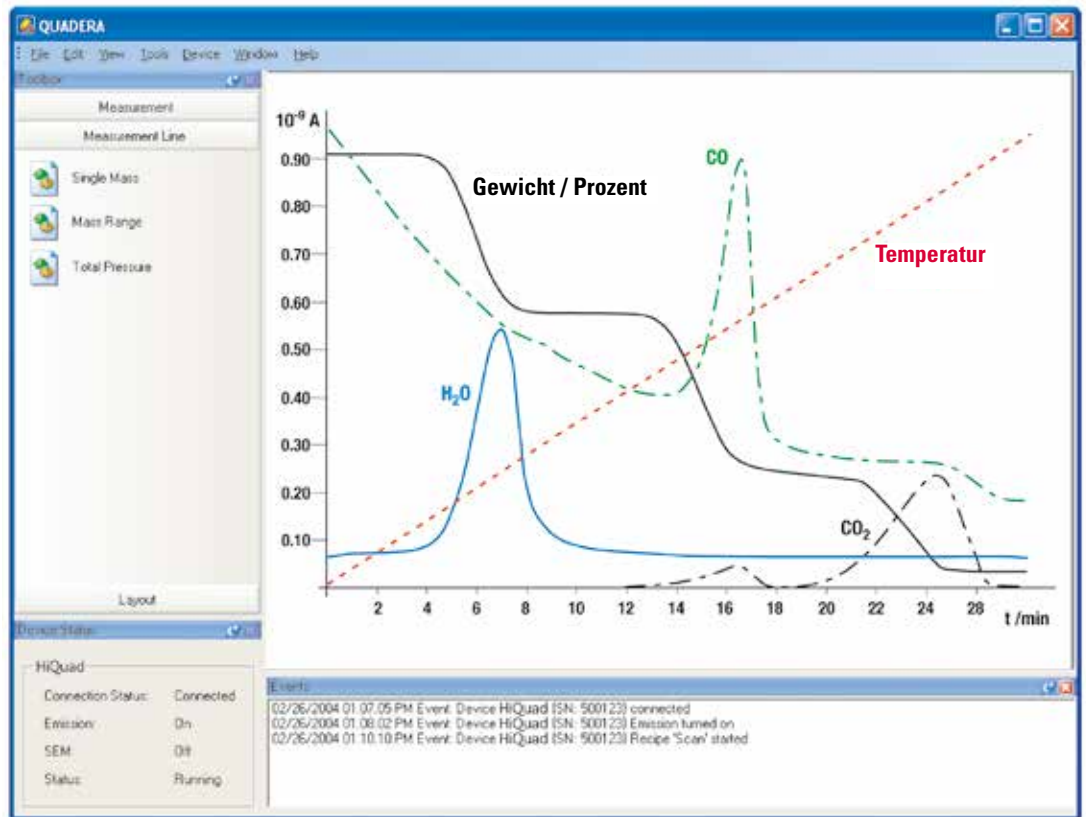 QUADERA
File Edit View Tools Device Window Help
Toolbox
Measurement
Measurement Line
Single Mass
Mass Range
Total Pressure
Layout
Device Status
HiQuad
Connection Status: Connected
Emission: On
SEM: Off
Status: Running
10⁻⁹ A
0.90
0.80
0.70
0.60
0.50
0.40
0.30
0.20
0.10
Gewicht / Prozent
CO
Temperatur
H₂O
CO₂
2 4 6 8 10 12 14 16 18 20 22 24 28
t /min
Events
02/26/2004 01.07.05 PM Event: Device HiQuad (SN: 500123) connected
02/26/2004 01.08.02 PM Event: Device HiQuad (SN: 500123) Emission turned on
02/26/2004 01.10.10 PM Event: Device HiQuad (SN: 500123) Recipe 'Scan' started